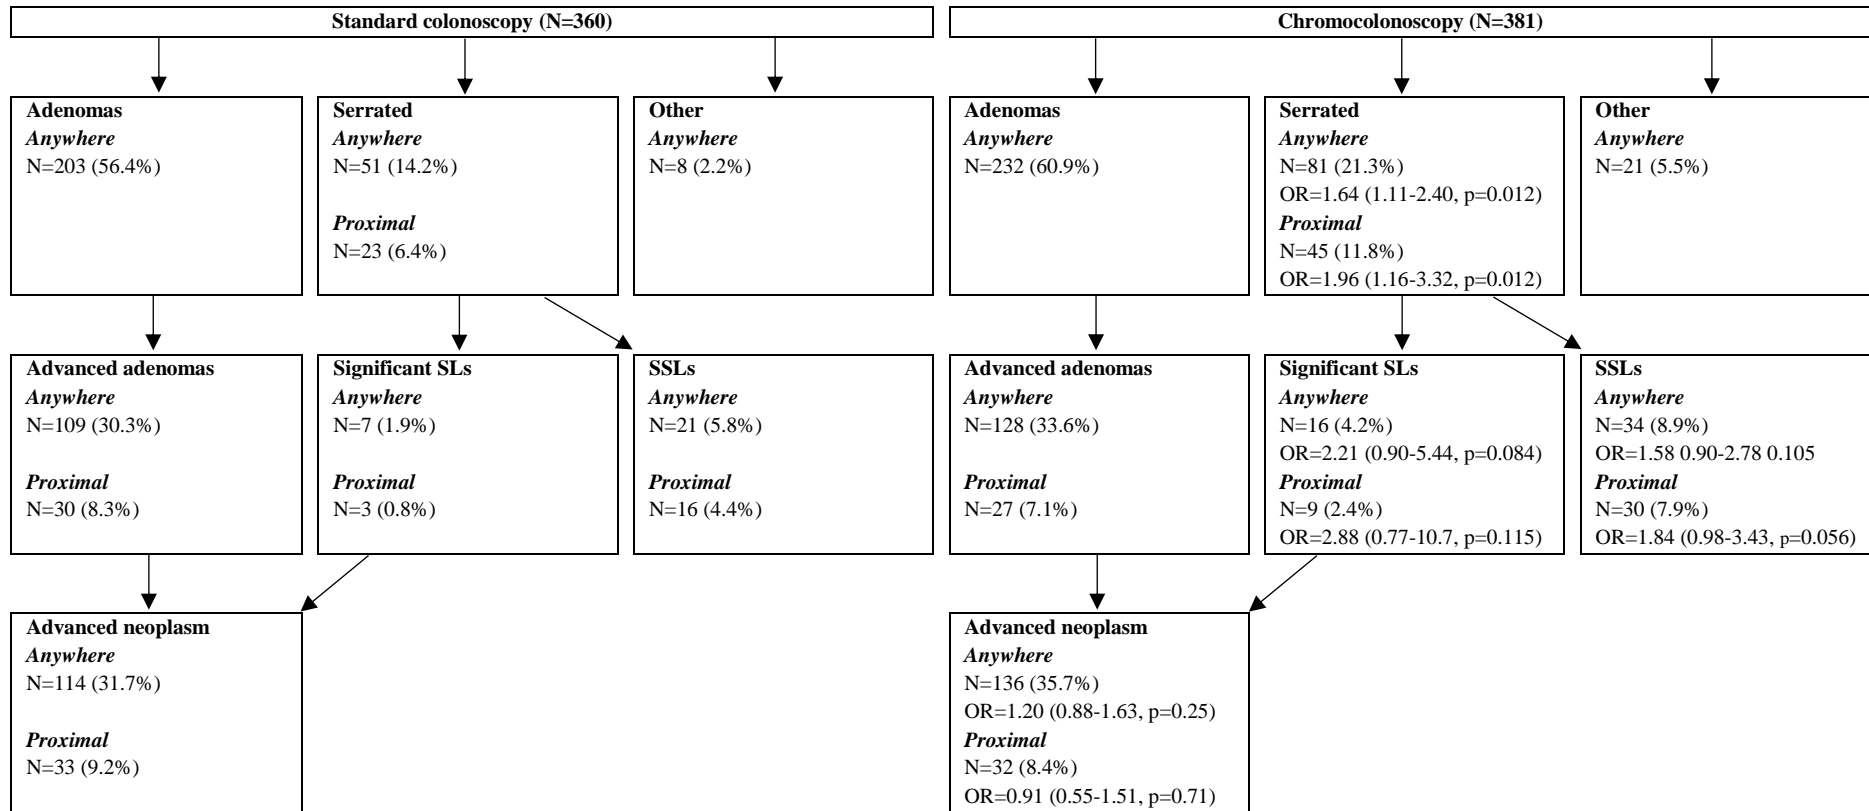 Standard colonoscopy (N=360)
Adenomas
Anywhere
N=203 (56.4%)
Serrated
Anywhere
N=51 (14.2%)
Proximal
N=23 (6.4%)
Other
Anywhere
N=8 (2.2%)
Advanced adenomas
Anywhere
N=109 (30.3%)
Proximal
N=30 (8.3%)
Significant SLs
Anywhere
N=7 (1.9%)
Proximal
N=3 (0.8%)
SSLs
Anywhere
N=21 (5.8%)
Proximal
N=16 (4.4%)
Advanced neoplasm
Anywhere
N=114 (31.7%)
Proximal
N=33 (9.2%)
Chromocolonoscopy (N=381)
Adenomas
Anywhere
N=232 (60.9%)
Serrated
Anywhere
N=81 (21.3%)
OR=1.64 (1.11-2.40, p=0.012)
Proximal
N=45 (11.8%)
OR=1.96 (1.16-3.32, p=0.012)
Other
Anywhere
N=21 (5.5%)
Advanced adenomas
Anywhere
N=128 (33.6%)
Proximal
N=27 (7.1%)
Significant SLs
Anywhere
N=16 (4.2%)
OR=2.21 (0.90-5.44, p=0.084)
Proximal
N=9 (2.4%)
OR=2.88 (0.77-10.7, p=0.115)
SSLs
Anywhere
N=34 (8.9%)
OR=1.58 0.90-2.78 0.105
Proximal
N=30 (7.9%)
OR=1.84 (0.98-3.43, p=0.056)
Advanced neoplasm
Anywhere
N=136 (35.7%)
OR=1.20 (0.88-1.63, p=0.25)
Proximal
N=32 (8.4%)
OR=0.91 (0.55-1.51, p=0.71)